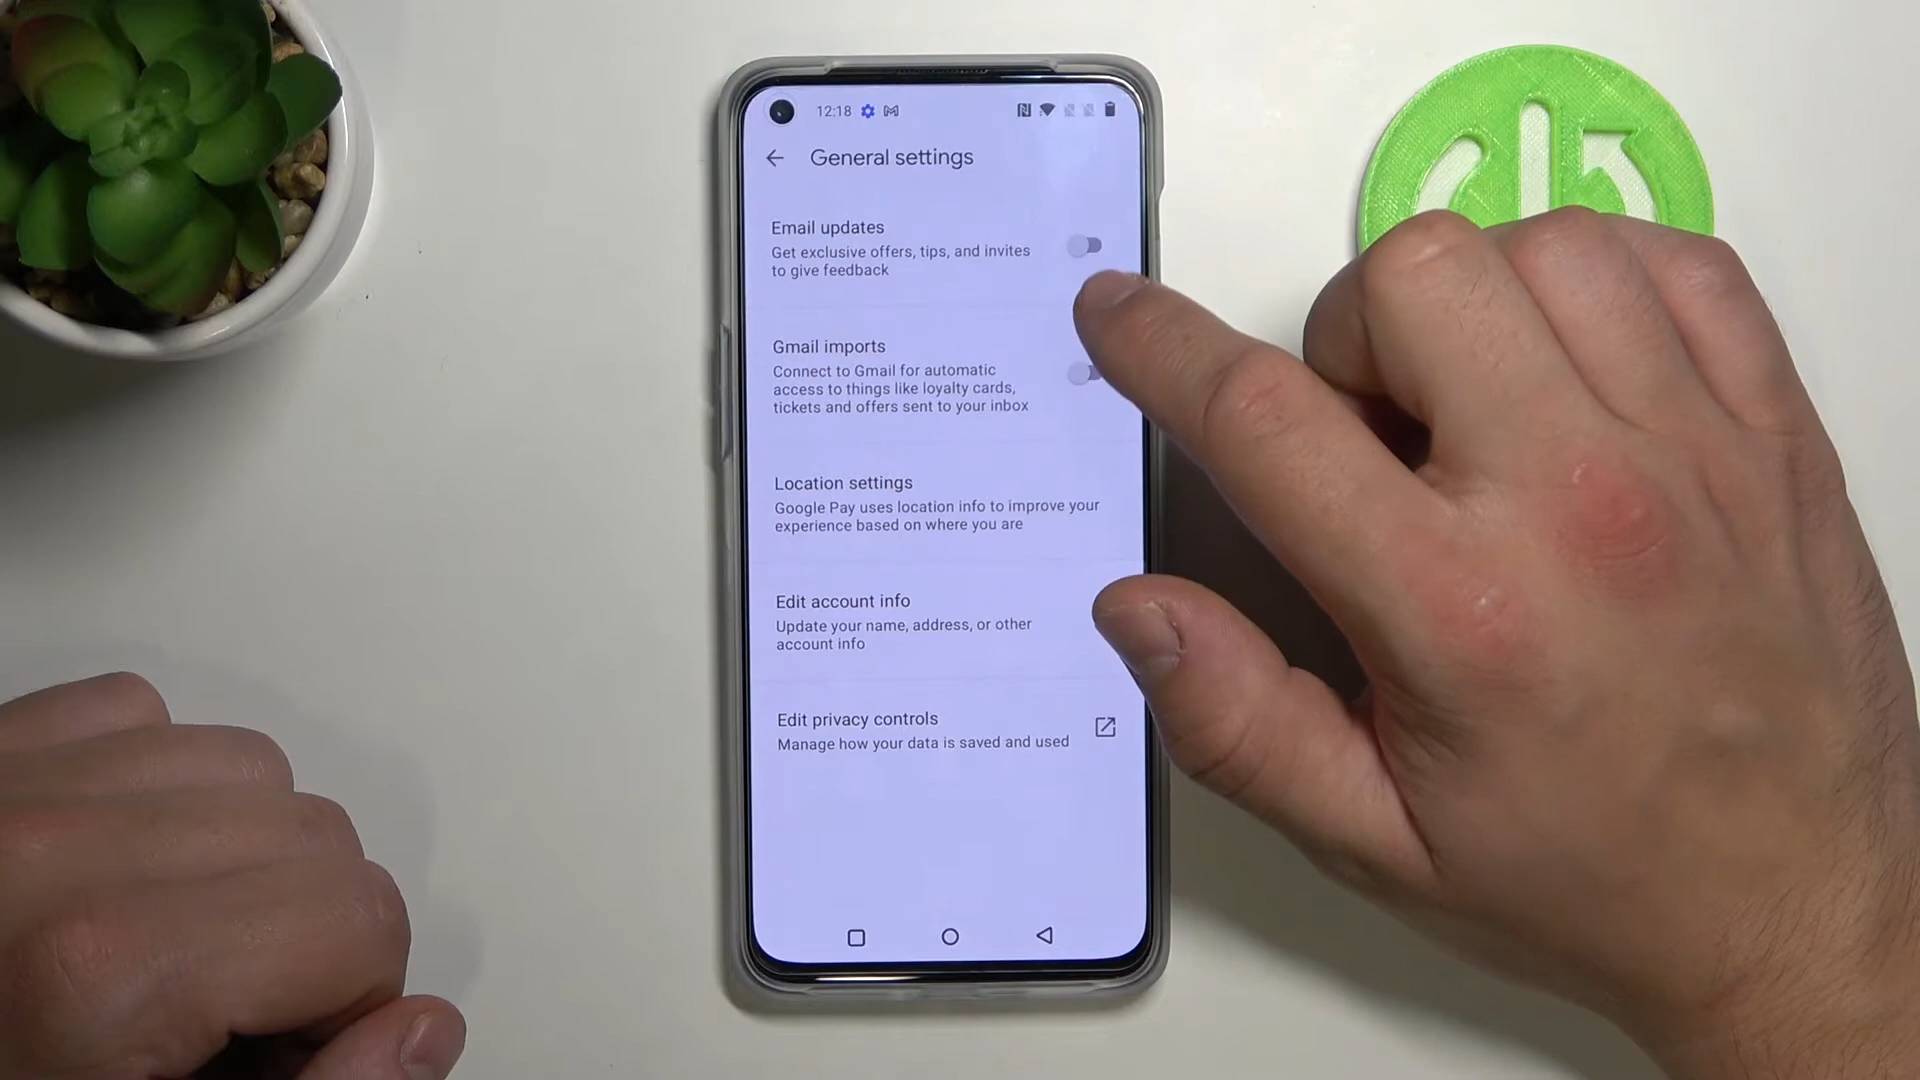 12:18
General settings
Email updates
Get exclusive offers, tips, and invites
to give feedback
Gmail imports
Connect to Gmail for automatic
access to things like loyalty cards,
tickets and offers sent to your inbox
Location settings
Google Pay uses location info to improve your
experience based on where you are
Edit account info
Update your name, address, or other
account info
Edit privacy controls
Manage how your data is saved and used